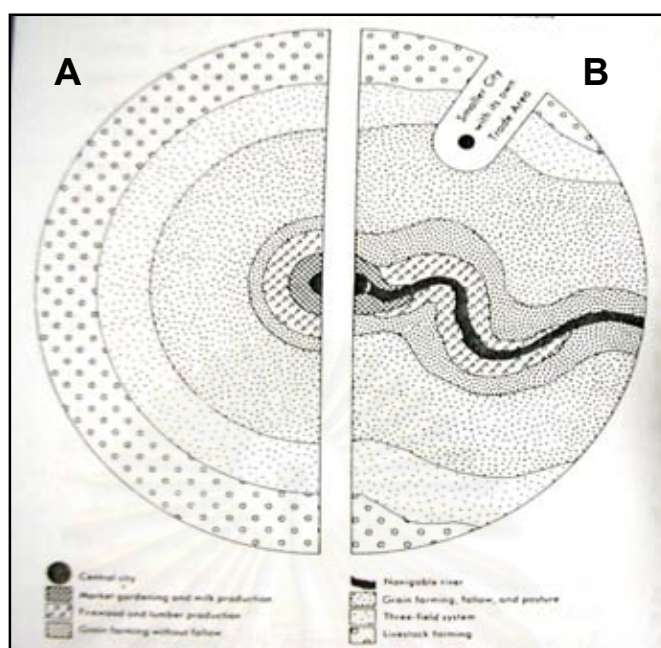 A
B
Smaller City
with its own
Trade Area
Central city
Market gardening and milk production
Firewood and lumber production
Grain farming without fallow
Navigable river
Grain farming, fallow, and pasture
Three-field system
Livestock farming